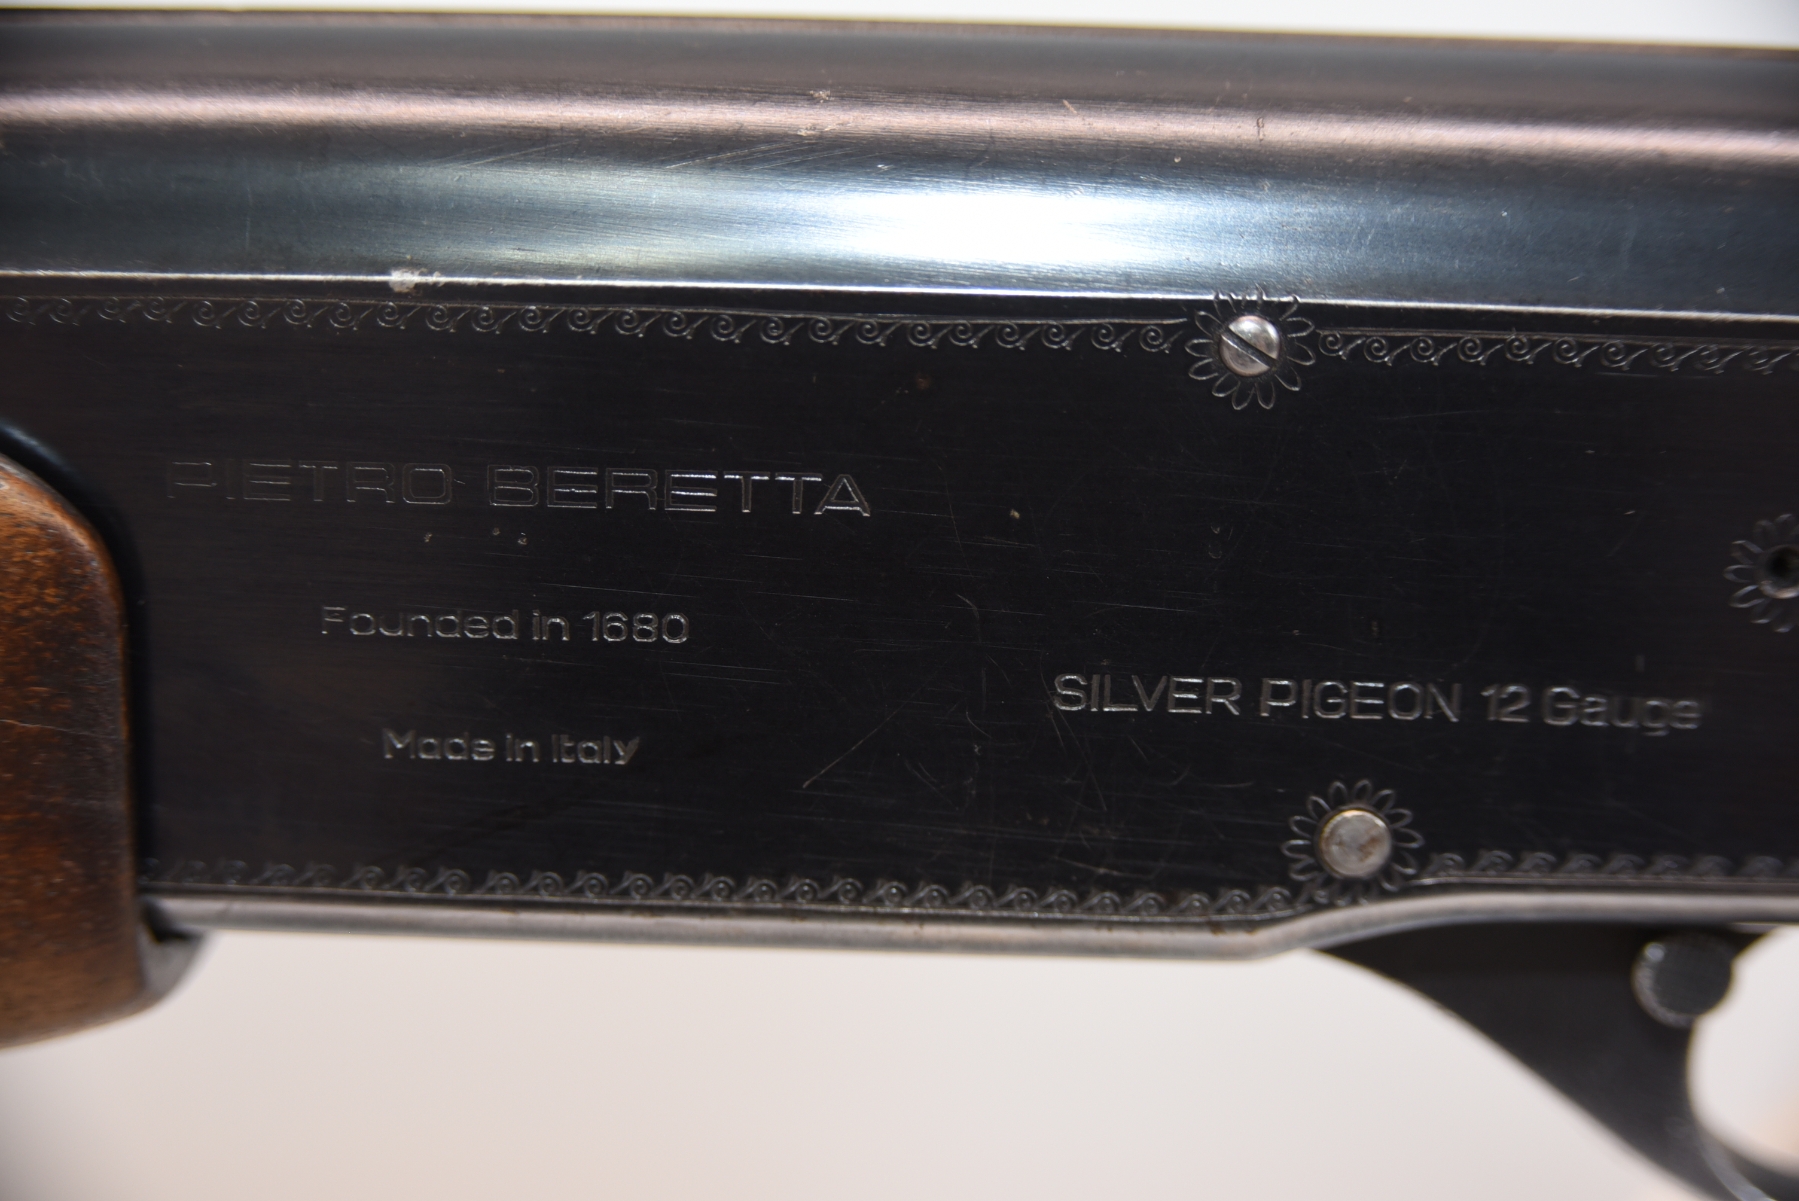 PIETRO BERETTA
Founded in 1680
Made in Italy
SILVER PIGEON 12 Gauge